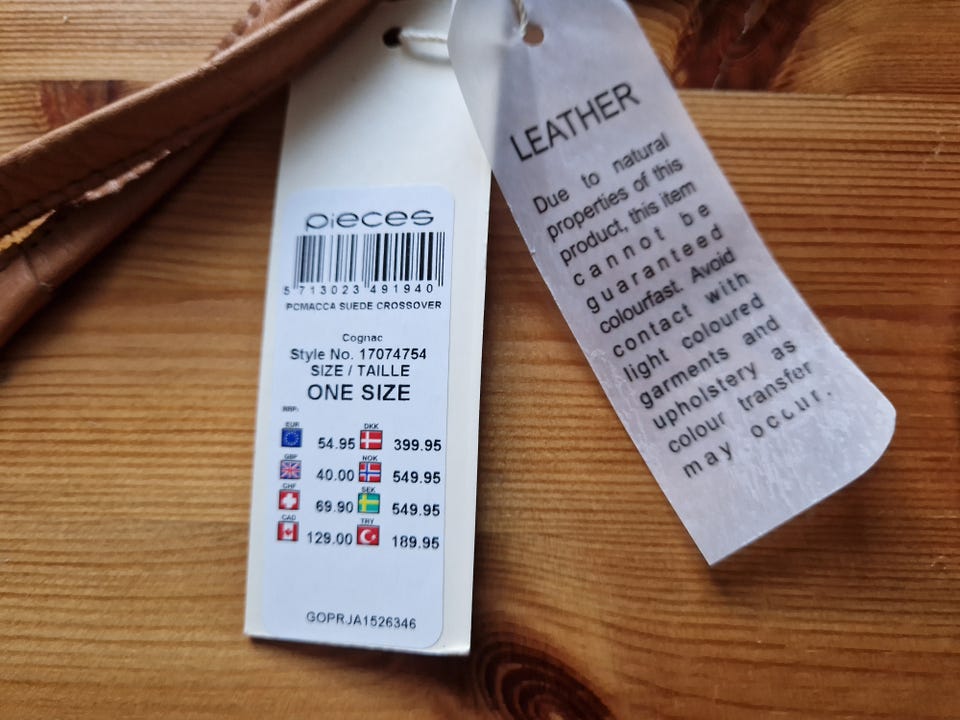 pieces
5 713023 491940
PCMACCA SUEDE CROSSOVER
Cognac
Style No. 17074754
SIZE / TAILLE
ONE SIZE
RRP:
EUR 54.95 DKK 399.95
GBP 40.00 NOK 549.95
CHF 69.90 SEK 549.95
CAD 129.00 TRY 189.95
GOPRJA1526346
LEATHER
Due to natural
properties of this
product, this item
cannot be
guaranteed
colourfast. Avoid
contact with
light coloured
garments and
upholstery as
colour transfer
may occur.